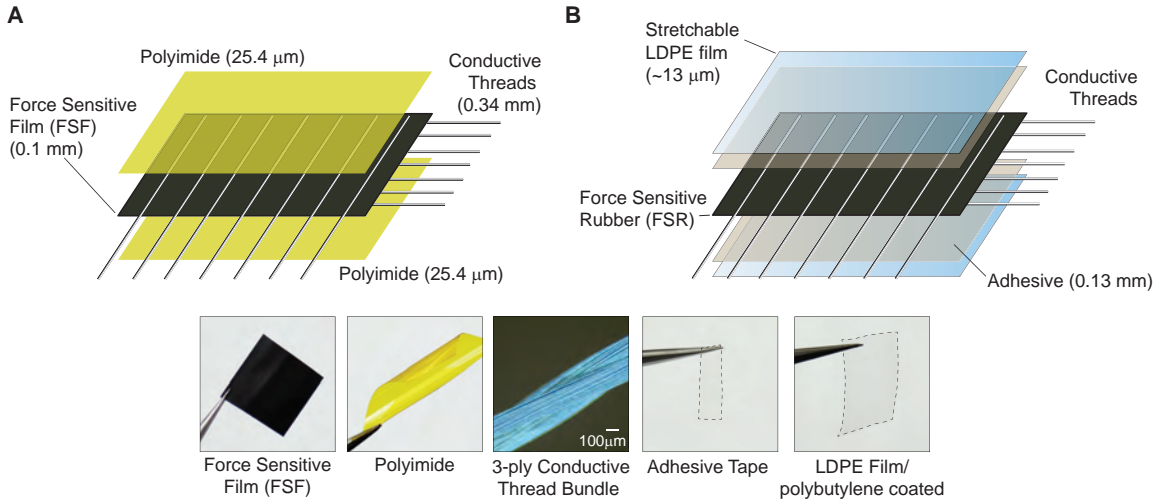 A
Polyimide (25.4 μm)
Conductive
Threads
(0.34 mm)
Force Sensitive
Film (FSF)
(0.1 mm)
Polyimide (25.4 μm)
B
Stretchable
LDPE film
(~13 μm)
Conductive
Threads
Force Sensitive
Rubber (FSR)
Adhesive (0.13 mm)
100μm
Force Sensitive
Film (FSF)
Polyimide
3-ply Conductive
Thread Bundle
Adhesive Tape
LDPE Film/
polybutylene coated